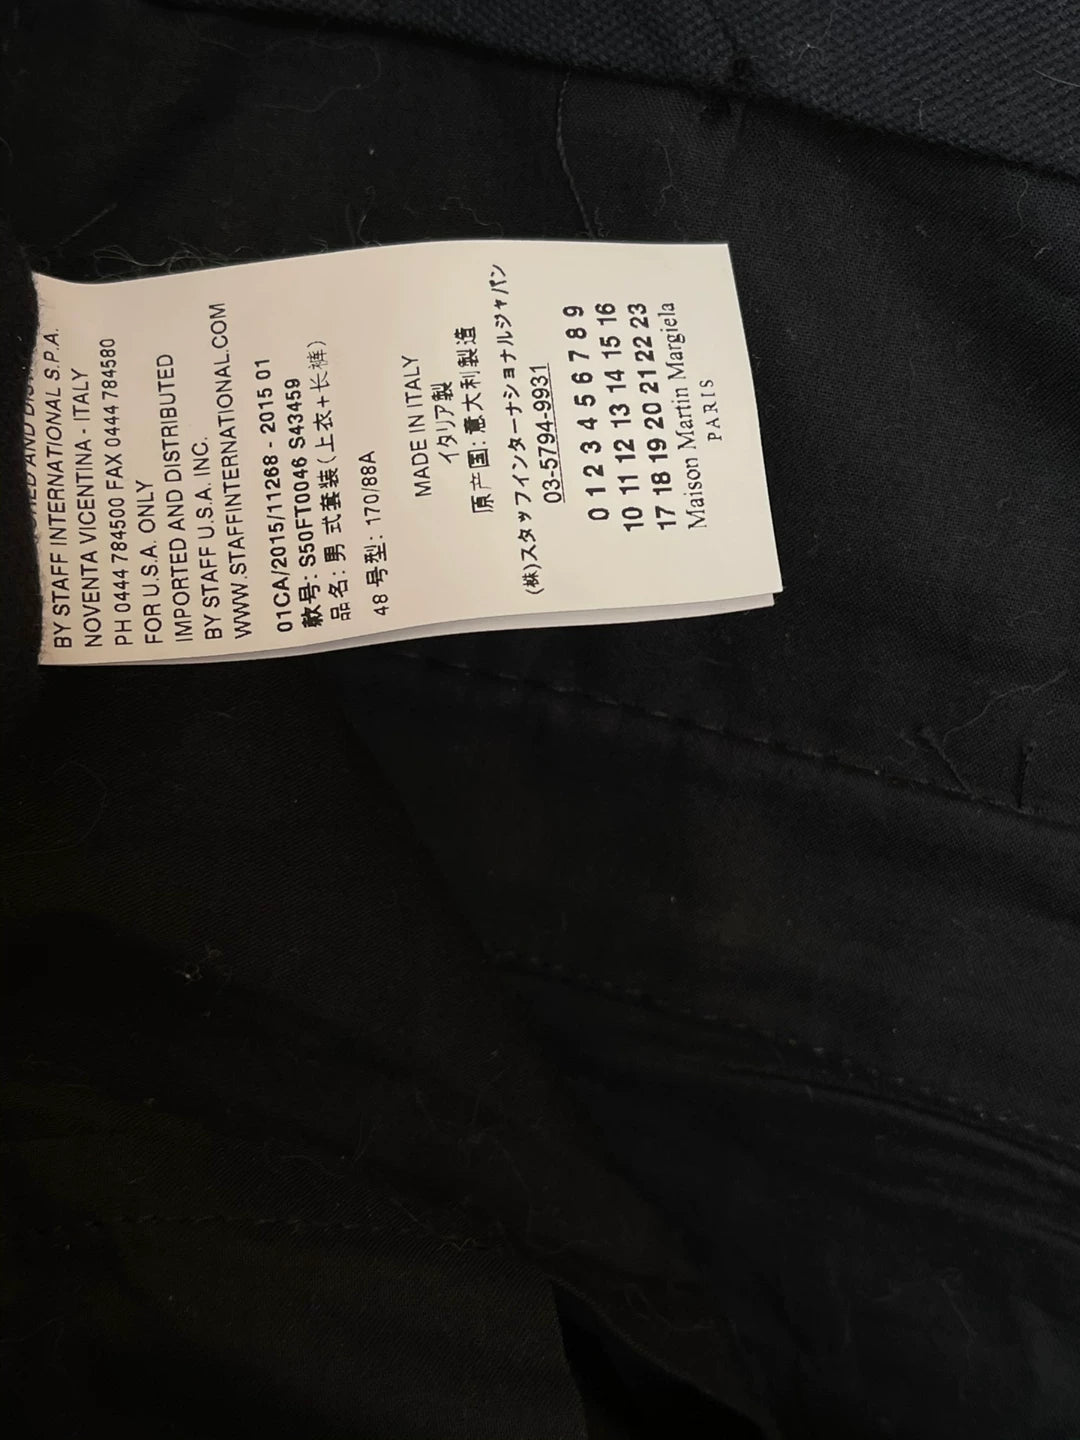 BY STAFF INTERNATIONAL S.P.A.
NOVENTA VICENTINA - ITALY
PH 0444 784500 FAX 0444 784580
FOR U.S.A. ONLY
IMPORTED AND DISTRIBUTED
BY STAFF U.S.A. INC.
WWW.STAFFINTERNATIONAL.COM
01CA/2015/11268 - 2015 01
款号: S50FT0046 S43459
品名: 男式套装(上衣+长裤)
48 号型: 170/88A
MADE IN ITALY
イタリア製
原产国: 意大利製造
(株)スタッフインターナショナルジャパン
03-5794-9931
0 1 2 3 4 5 6 7 8 9
10 11 12 13 14 15 16
17 18 19 20 21 22 23
Maison Martin Margiela
PARIS